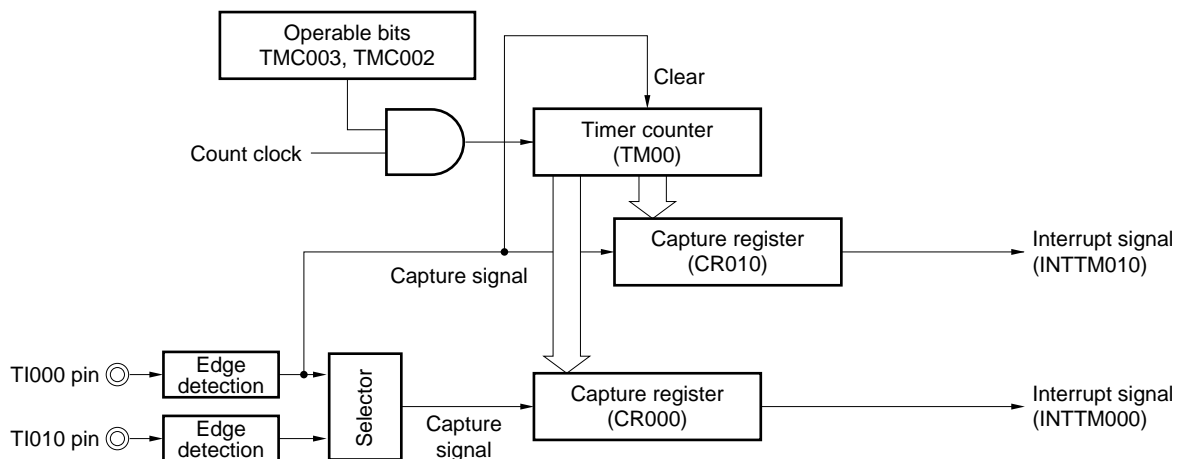 Operable bits
TMC003, TMC002
Clear
Timer counter
(TM00)
Count clock
Capture register
(CR010)
Interrupt signal
(INTTM010)
Capture signal
TI000 pin
Edge
detection
Selector
Capture register
(CR000)
Interrupt signal
(INTTM000)
TI010 pin
Edge
detection
Capture
signal